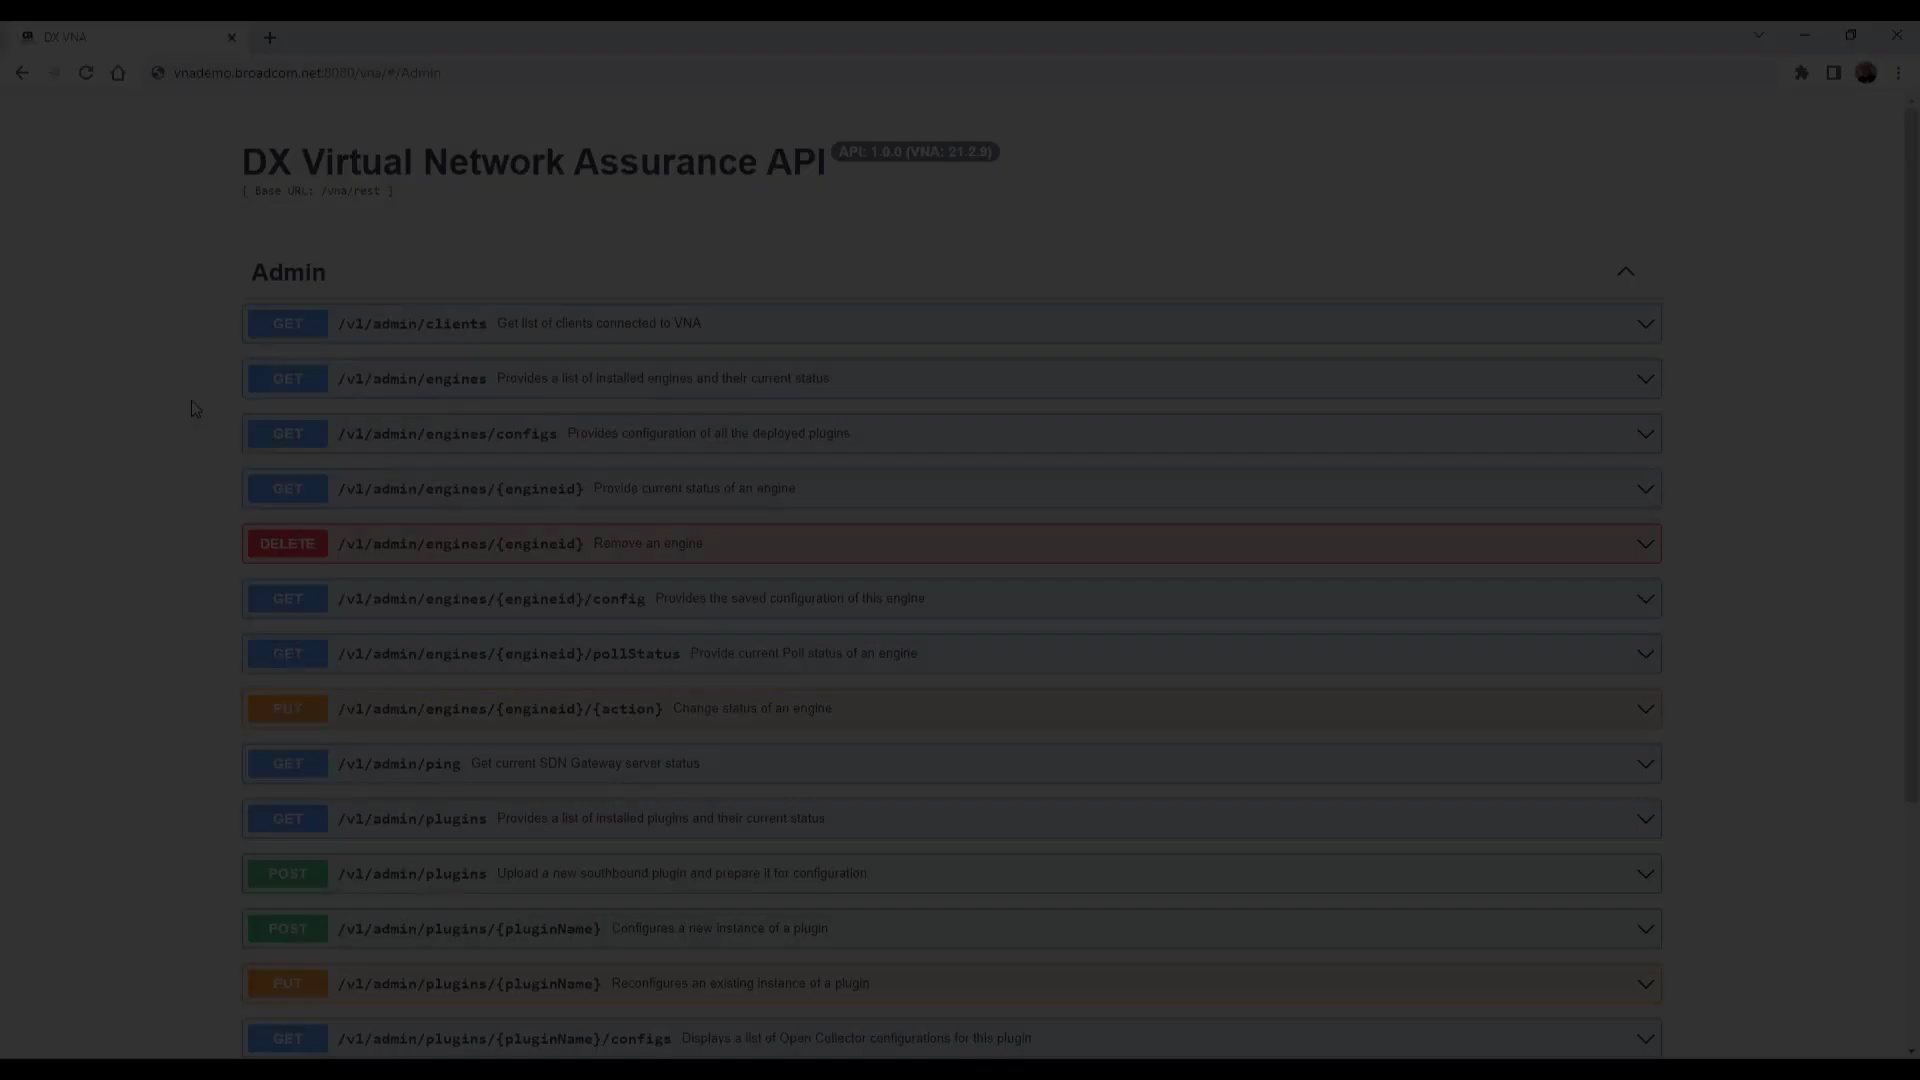 DX VNA
vnademo.broadcom.net:8080/vna/#/Admin
DX Virtual Network Assurance API API: 1.0.0 (VNA: 21.2.9)
[ Base URL: /vna/rest ]
Admin
GET /v1/admin/clients Get list of clients connected to VNA
GET /v1/admin/engines Provides a list of installed engines and their current status
GET /v1/admin/engines/configs Provides configuration of all the deployed plugins
GET /v1/admin/engines/{engineid} Provide current status of an engine
DELETE /v1/admin/engines/{engineid} Remove an engine
GET /v1/admin/engines/{engineid}/config Provides the saved configuration of this engine
GET /v1/admin/engines/{engineid}/pollStatus Provide current Poll status of an engine
PUT /v1/admin/engines/{engineid}/{action} Change status of an engine
GET /v1/admin/ping Get current SDN Gateway server status
GET /v1/admin/plugins Provides a list of installed plugins and their current status
POST /v1/admin/plugins Upload a new southbound plugin and prepare it for configuration
POST /v1/admin/plugins/{pluginName} Configures a new instance of a plugin
PUT /v1/admin/plugins/{pluginName} Reconfigures an existing instance of a plugin
GET /v1/admin/plugins/{pluginName}/configs Displays a list of Open Collector configurations for this plugin